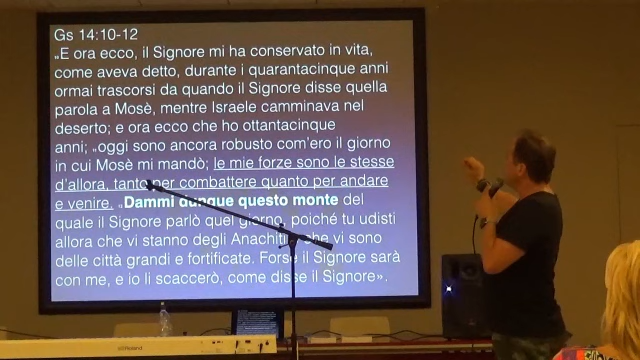 Gs 14:10-12
„E ora ecco, il Signore mi ha conservato in vita,
come aveva detto, durante i quarantacinque anni
ormai trascorsi da quando il Signore disse quella
parola a Mosè, mentre Israele camminava nel
deserto; e ora ecco che ho ottantacinque
anni; „oggi sono ancora robusto com'ero il giorno
in cui Mosè mi mandò; le mie forze sono le stesse
d'allora, tanto per combattere quanto per andare
e venire. „Dammi dunque questo monte del
quale il Signore parlò quel giorno, poiché tu udisti
allora che vi stanno degli Anachiti e che vi sono
delle città grandi e fortificate. Forse il Signore sarà
con me, e io li scaccerò, come disse il Signore».
Roland